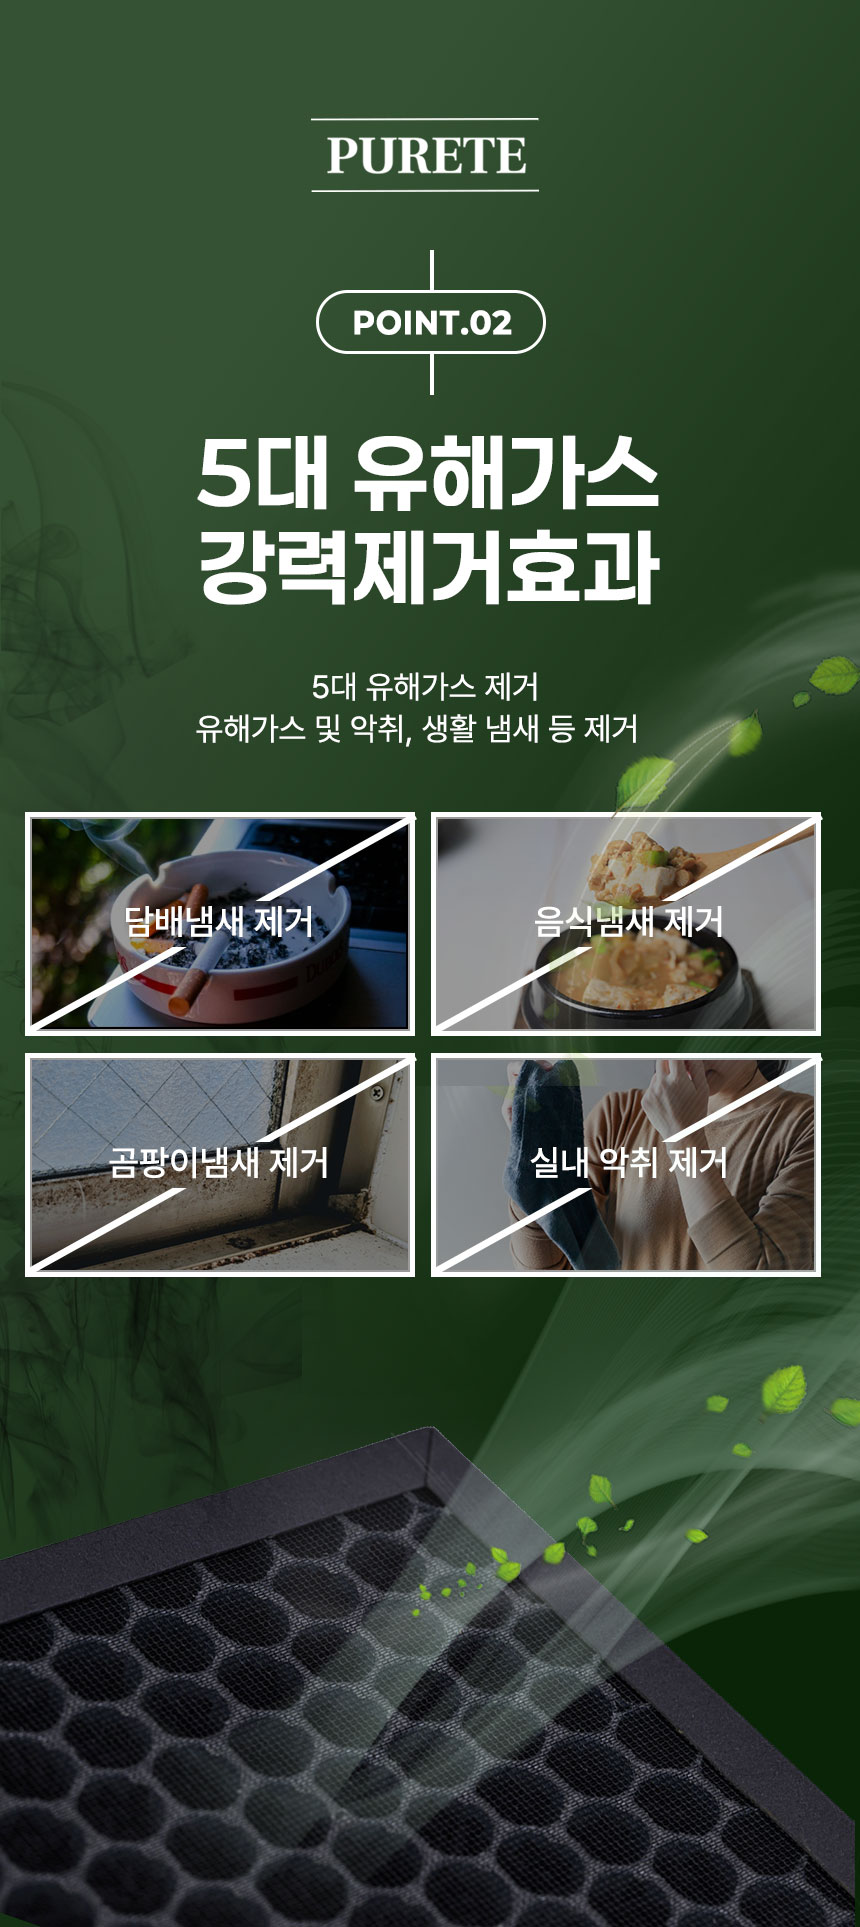 PURETE
POINT.02
5대 유해가스
강력제거효과
5대 유해가스 제거
유해가스 및 악취, 생활 냄새 등 제거
담배냄새 제거
음식냄새 제거
곰팡이냄새 제거
실내 악취 제거